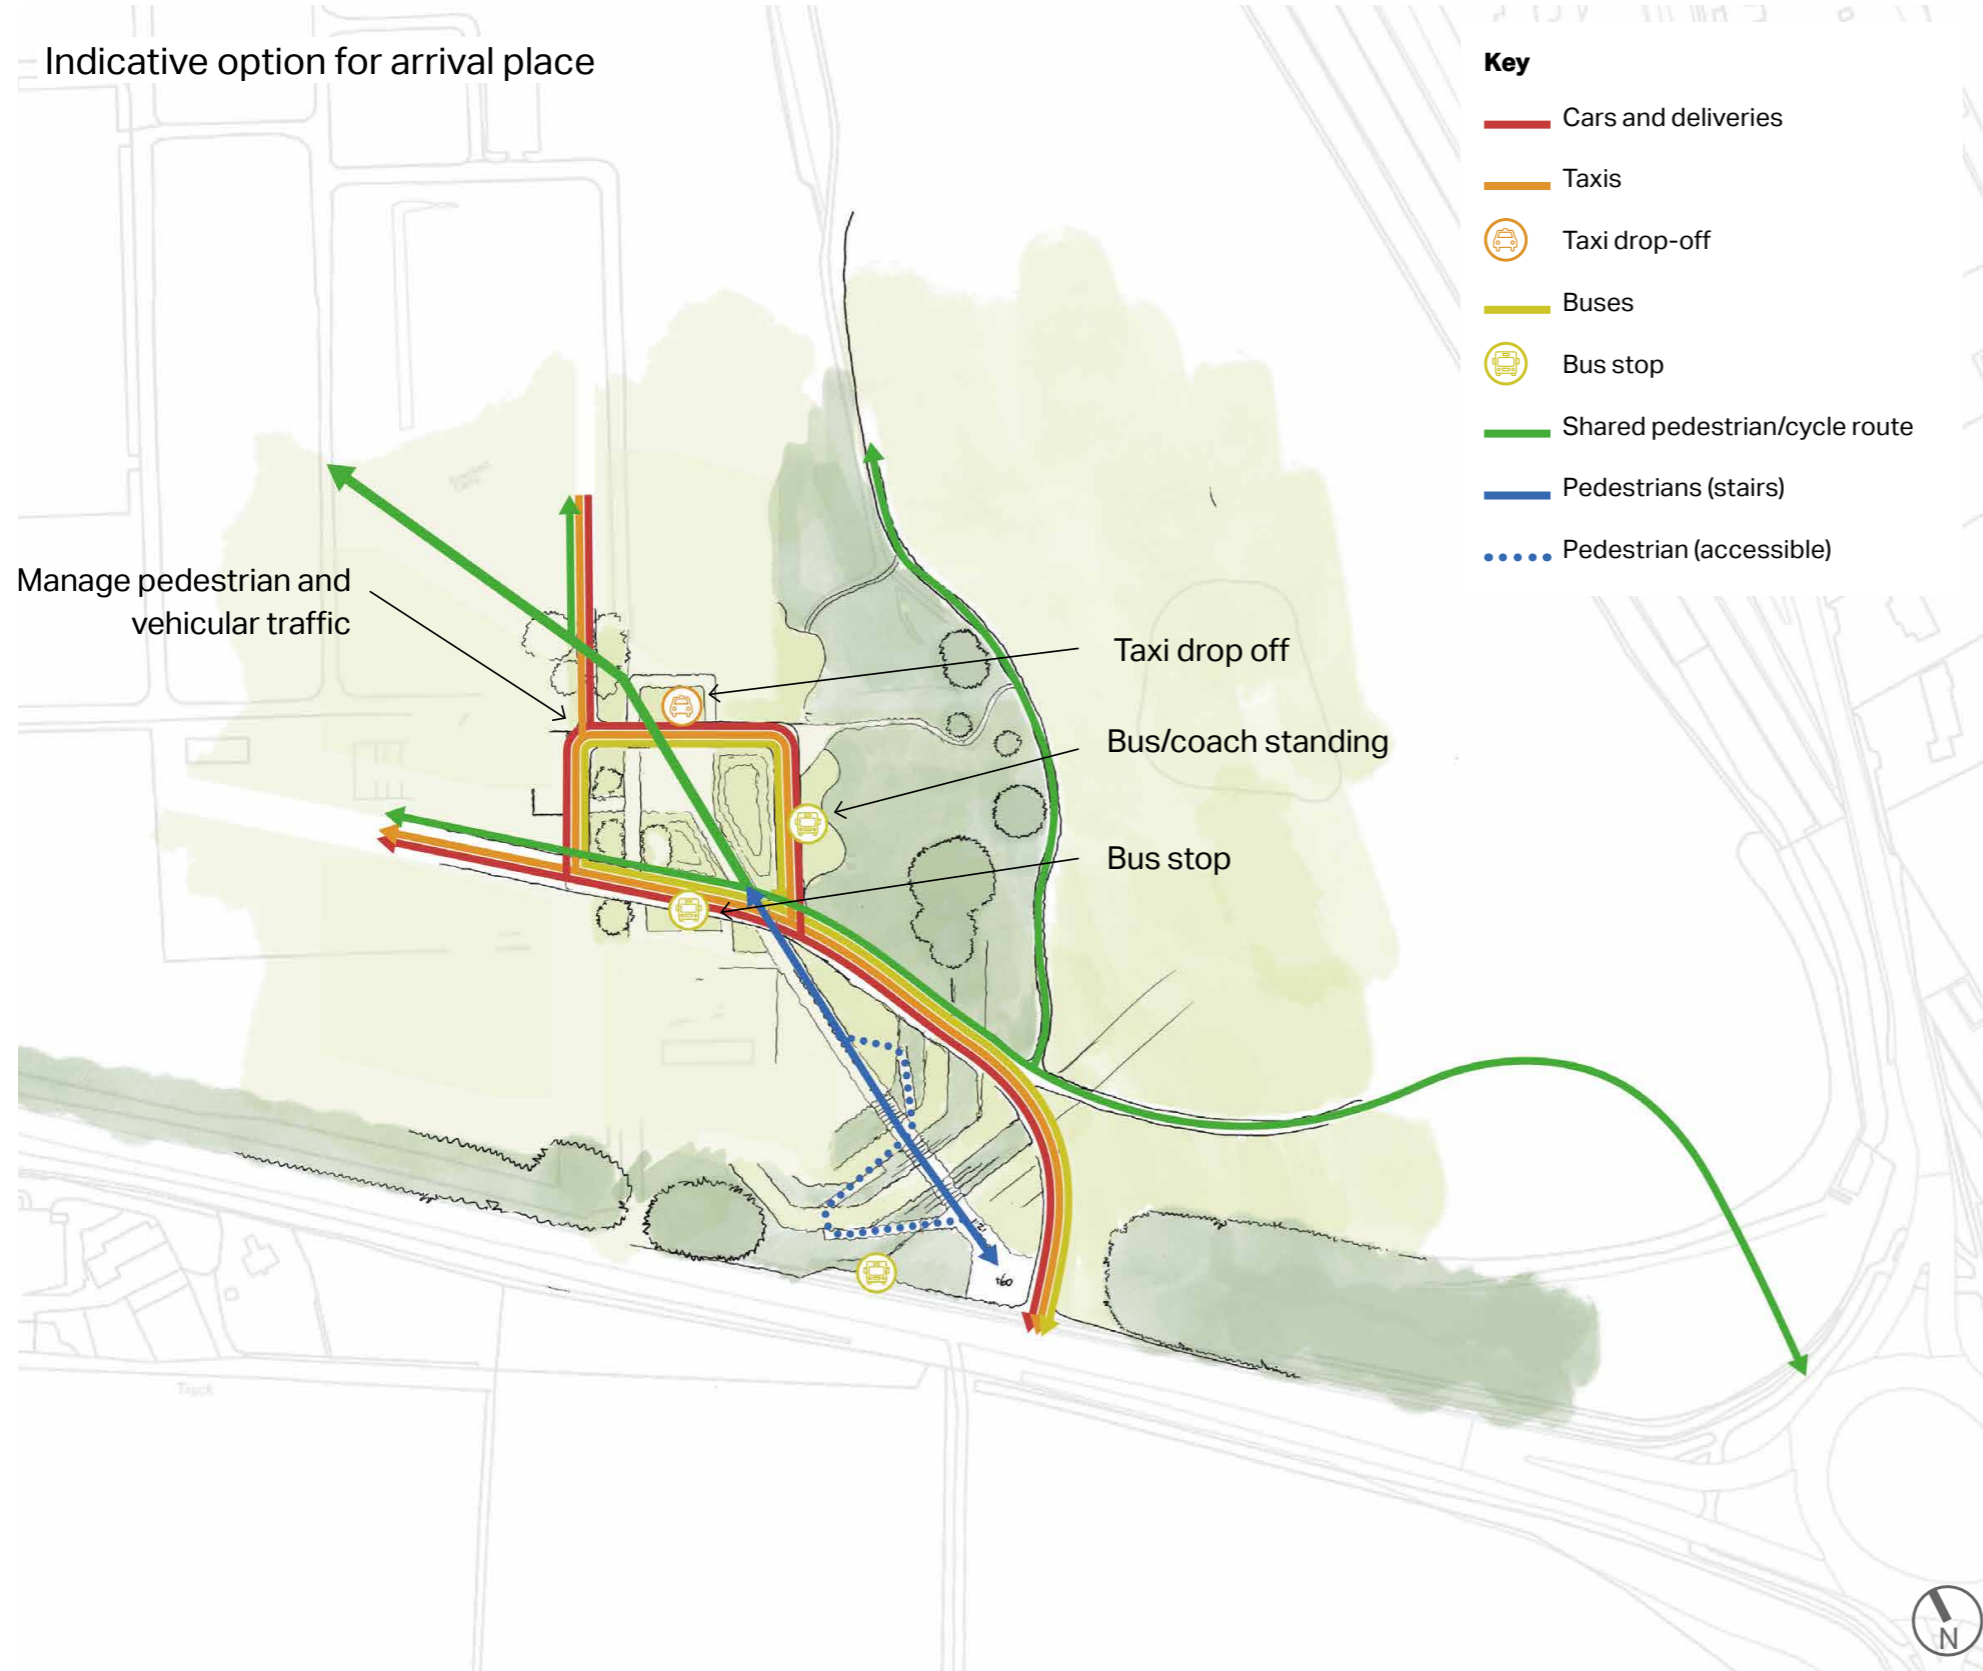 Indicative option for arrival place
Key
Cars and deliveries
Taxis
Taxi drop-off
Buses
Bus stop
Shared pedestrian/cycle route
Pedestrians (stairs)
Pedestrian (accessible)
Manage pedestrian and
vehicular traffic
Taxi drop off
Bus/coach standing
Bus stop
Track
N